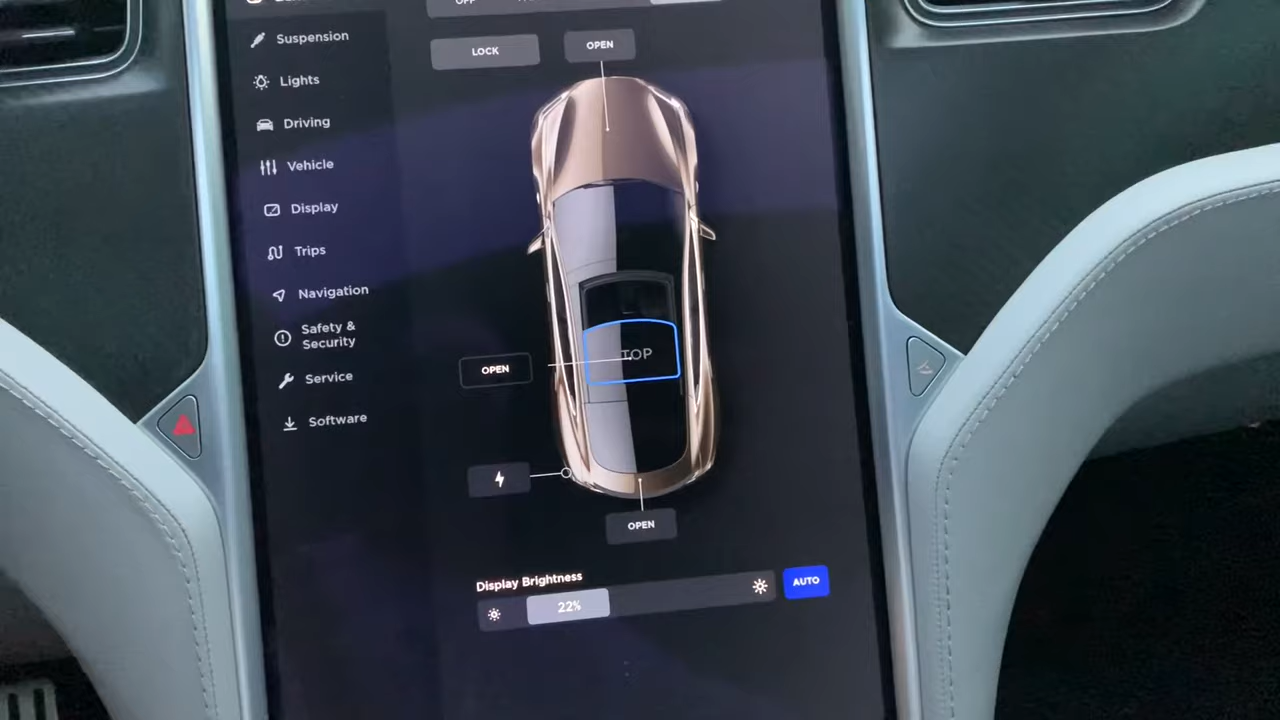 OFF
Suspension
LOCK
OPEN
Lights
Driving
Vehicle
Display
Trips
Navigation
Safety &
Security
OPEN
TOP
Service
Software
OPEN
Display Brightness
22%
AUTO